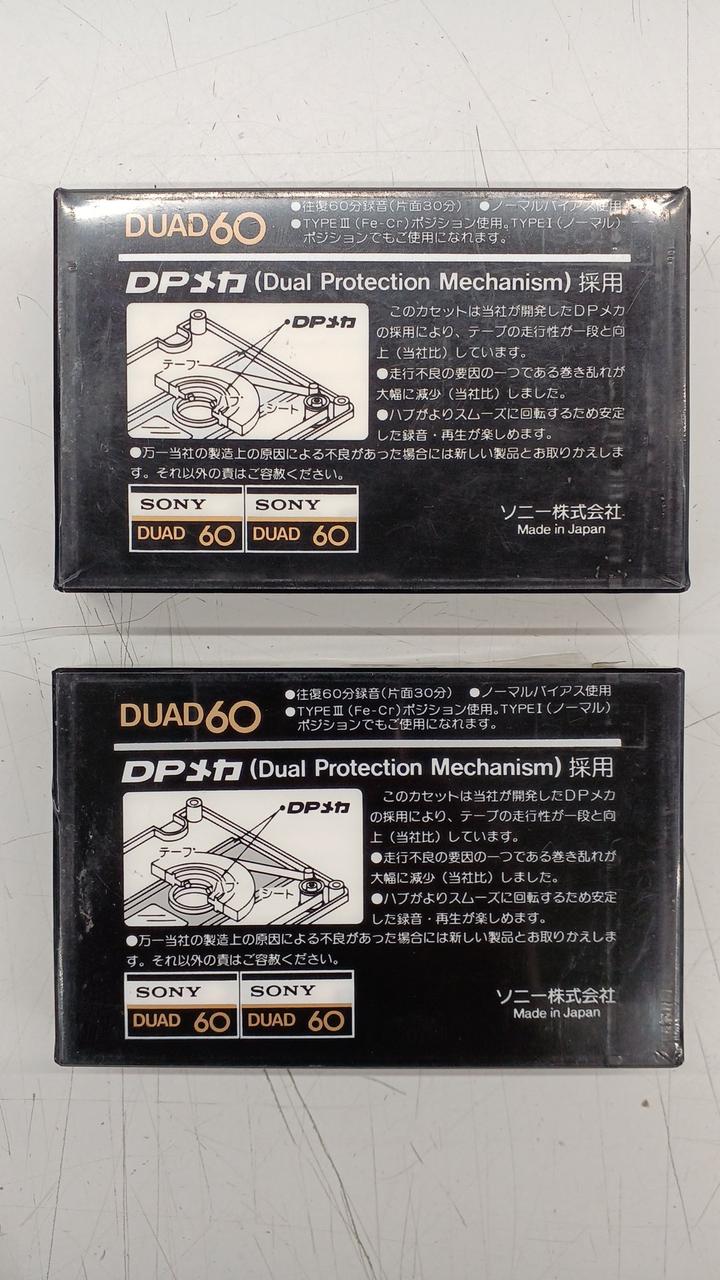 DUAD60
●往復60分録音(片面30分) ●ノーマルバイアス使用
●TYPEⅢ(Fe-Cr)ポジション使用。TYPEⅠ(ノーマル)
ポジションでもご使用になれます。
DPメカ(Dual Protection Mechanism)採用
DPメカ
テープ
ハブ
シート
このカセットは当社が開発したDPメカ
の採用により、テープの走行性が一段と向
上(当社比)しています。
●走行不良の要因の一つである巻き乱れが
大幅に減少(当社比)しました。
●ハブがよりスムーズに回転するため安定
した録音・再生が楽しめます。
●万一当社の製造上の原因による不良があった場合には新しい製品とお取りかえしま
す。それ以外の責はご容赦ください。
SONY SONY
DUAD 60 DUAD 60
ソニー株式会社
Made in Japan
DUAD60
●往復60分録音(片面30分) ●ノーマルバイアス使用
●TYPEⅢ(Fe-Cr)ポジション使用。TYPEⅠ(ノーマル)
ポジションでもご使用になれます。
DPメカ(Dual Protection Mechanism)採用
DPメカ
テープ
ハブ
シート
このカセットは当社が開発したDPメカ
の採用により、テープの走行性が一段と向
上(当社比)しています。
●走行不良の要因の一つである巻き乱れが
大幅に減少(当社比)しました。
●ハブがよりスムーズに回転するため安定
した録音・再生が楽しめます。
●万一当社の製造上の原因による不良があった場合には新しい製品とお取りかえしま
す。それ以外の責はご容赦ください。
SONY SONY
DUAD 60 DUAD 60
ソニー株式会社
Made in Japan